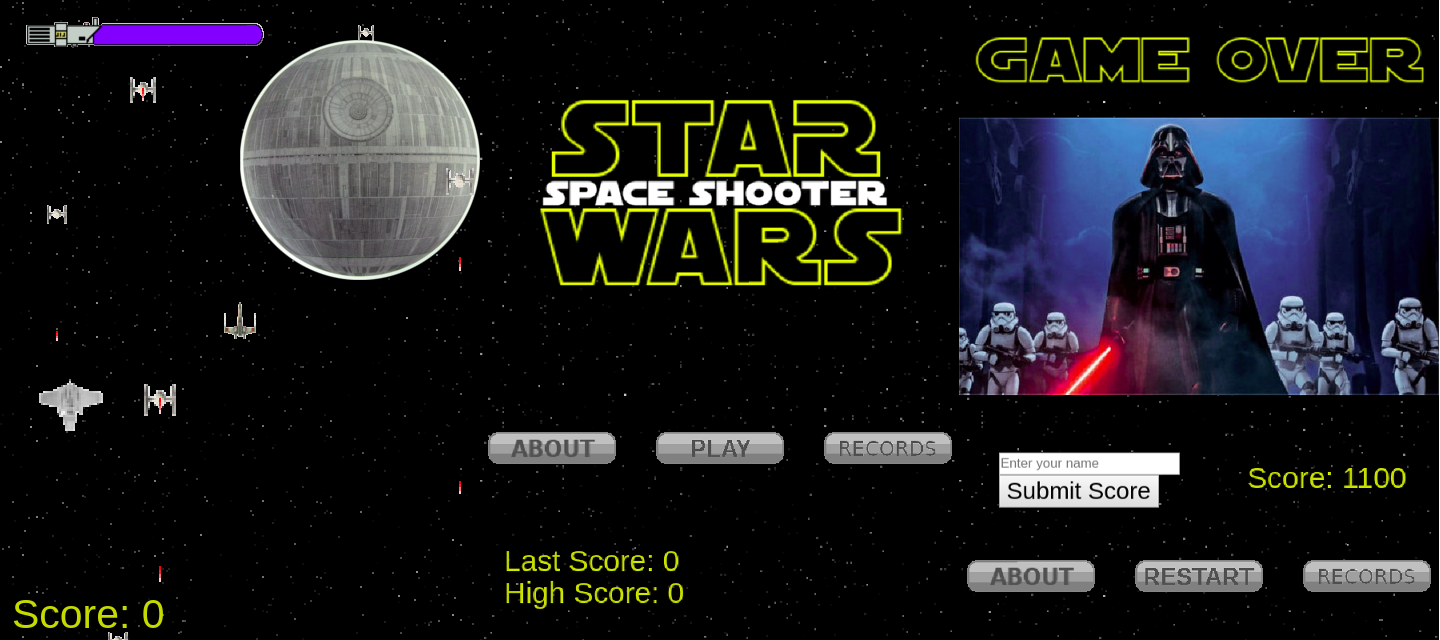 Score: 0
STAR
SPACE SHOOTER
WARS
ABOUT
PLAY
RECORDS
Last Score: 0
High Score: 0
GAME OVER
Enter your name
Submit Score
Score: 1100
ABOUT
RESTART
RECORDS